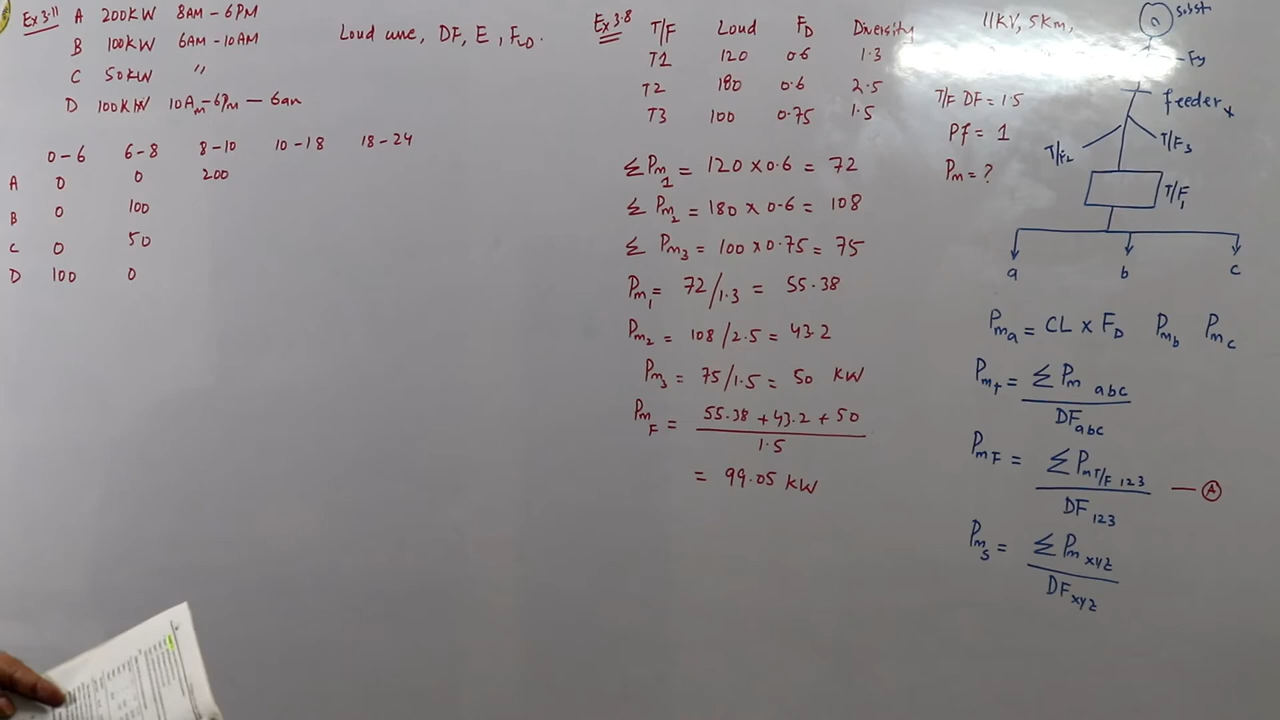 Ex 3.11 A 200KW 8AM - 6PM
B 100KW 6AM - 10AM
C 50KW "
D 100KW 10AM - 6PM - 6am
Load curve, DF, E, FLD.
0-6 6-8 8-10 10-18 18-24
A 0 0 200
B 0 100
C 0 50
D 100 0
Ex 3.8 T/F Load FD Diversity
T1 120 0.6 1.3
T2 180 0.6 2.5
T3 100 0.75 1.5
ΣPm1 = 120 × 0.6 = 72
ΣPm2 = 180 × 0.6 = 108
ΣPm3 = 100 × 0.75 = 75
Pm1 = 72/1.3 = 55.38
Pm2 = 108/2.5 = 43.2
Pm3 = 75/1.5 = 50 KW
PmF = 55.38 + 43.2 + 50 / 1.5
= 99.05 KW
11KV, 5Km,
T/F DF = 1.5
Pf = 1
Pm = ?
Subst
Fy
feeder x
T/F2
T/F3
T/F1
a b c
Pma = CL × FD Pmb Pmc
Pmt = ΣPm abc / DFabc
PmF = ΣPmT/F 123 / DF123 — A
PmS = ΣPm xyz / DFxyz